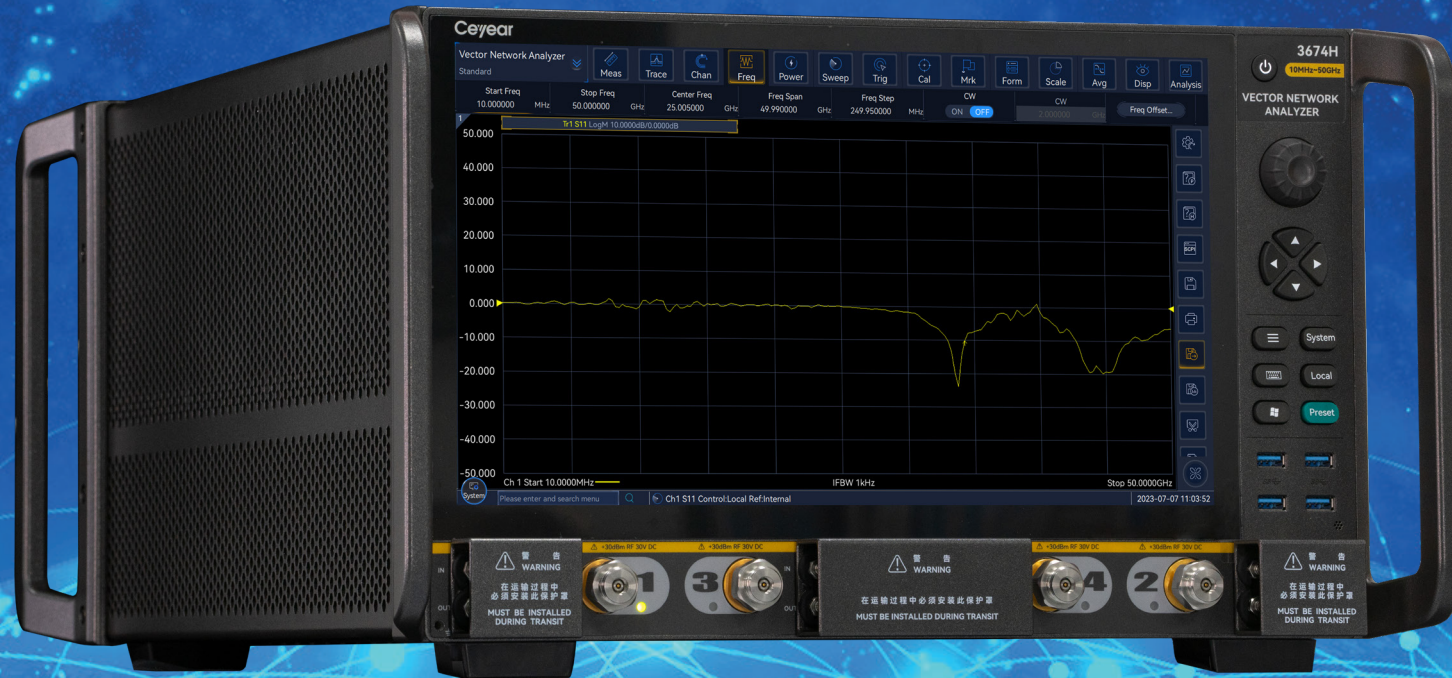 Ceyear
3674H
10MHz-50GHz
VECTOR NETWORK
ANALYZER
Vector Network Analyzer
Standard
Meas
Trace
Chan
Freq
Power
Sweep
Trig
Cal
Mrk
Form
Scale
Avg
Disp
Analysis
Start Freq
10.000000 MHz
Stop Freq
50.000000 GHz
Center Freq
25.005000 GHz
Freq Span
49.990000 GHz
Freq Step
249.950000 MHz
CW
ON OFF
CW
2.000000 GHz
Freq Offset...
1
Tr1 S11 LogM 10.0000dB/0.0000dB
50.000
40.000
30.000
20.000
10.000
0.000
-10.000
-20.000
-30.000
-40.000
-50.000
SCPI
Ch 1 Start 10.0000MHz
IFBW 1kHz
Stop 50.0000GHz
System
Please enter and search menu
Ch1 S11 Control:Local Ref:Internal
2023-07-07 11:03:52
System
Local
Preset
IN
OUT
警 告
WARNING
在运输过程中
必须安装此保护罩
MUST BE INSTALLED
DURING TRANSIT
+30dBm RF 30V DC
1
+30dBm RF 30V DC
3
IN
OUT
警 告
WARNING
在运输过程中必须安装此保护罩
MUST BE INSTALLED DURING TRANSIT
+30dBm RF 30V DC
4
+30dBm RF 30V DC
2
警 告
WARNING
在运输过程中
必须安装此保护罩
MUST BE INSTALLED
DURING TRANSIT